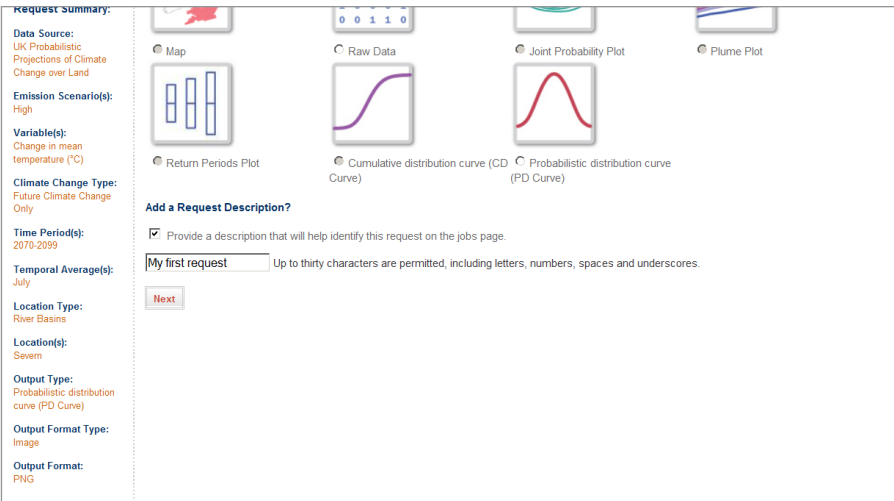 Request Summary:
Data Source:
UK Probabilistic
Projections of Climate
Change over Land
Emission Scenario(s):
High
Variable(s):
Change in mean
temperature (°C)
Climate Change Type:
Future Climate Change
Only
Time Period(s):
2070-2099
Temporal Average(s):
July
Location Type:
River Basins
Location(s):
Severn
Output Type:
Probabilistic distribution
curve (PD Curve)
Output Format Type:
Image
Output Format:
PNG
0 0 1 1 0
Map
Raw Data
Joint Probability Plot
Plume Plot
Return Periods Plot
Cumulative distribution curve (CD
Curve)
Probabilistic distribution curve
(PD Curve)
Add a Request Description?
Provide a description that will help identify this request on the jobs page.
My first request Up to thirty characters are permitted, including letters, numbers, spaces and underscores.
Next